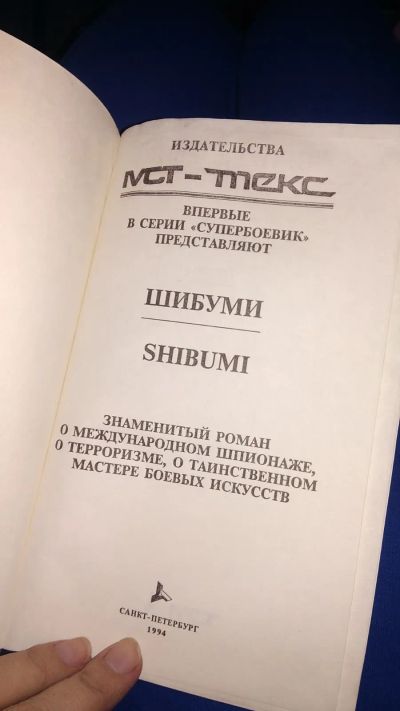 ИЗДАТЕЛЬСТВА
МСТ-ТЕКС
ВПЕРВЫЕ
В СЕРИИ «СУПЕРБОЕВИК»
ПРЕДСТАВЛЯЮТ
ШИБУМИ
SHIBUMI
ЗНАМЕНИТЫЙ РОМАН
О МЕЖДУНАРОДНОМ ШПИОНАЖЕ,
О ТЕРРОРИЗМЕ, О ТАИНСТВЕННОМ
МАСТЕРЕ БОЕВЫХ ИСКУССТВ
САНКТ-ПЕТЕРБУРГ
1994